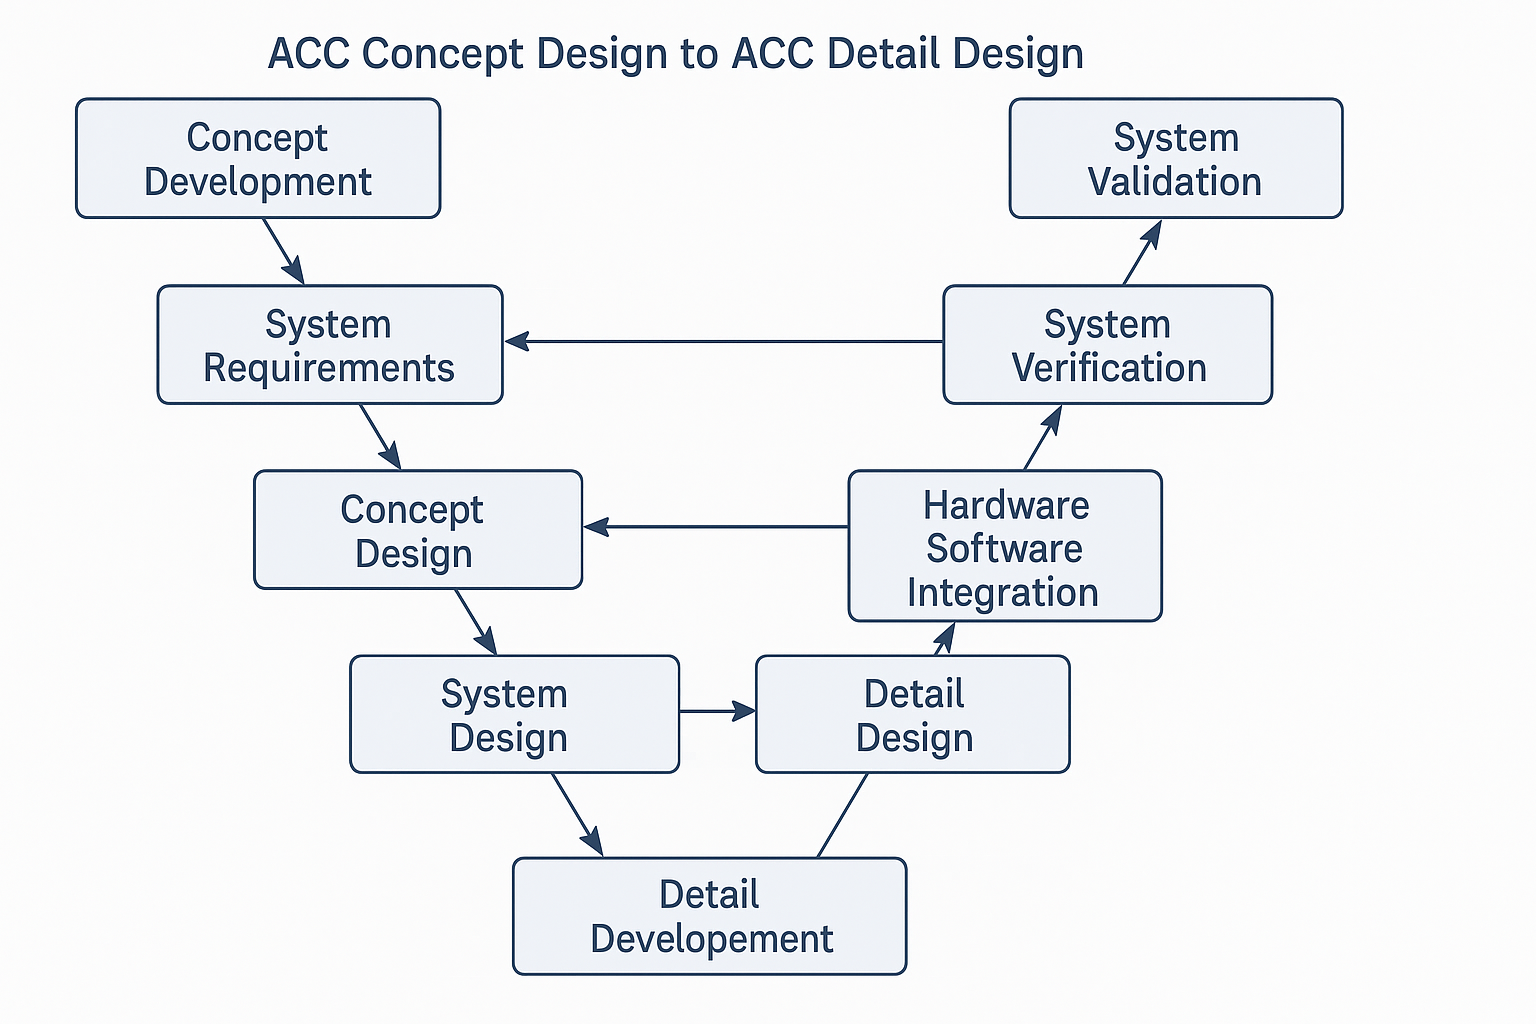 ACC Concept Design to ACC Detail Design
Concept
Development
System
Validation
System
Requirernents
System
Verification
Concept
Design
Hardware
Software
Integration
System
Design
Detail
Design
Detail
Developement